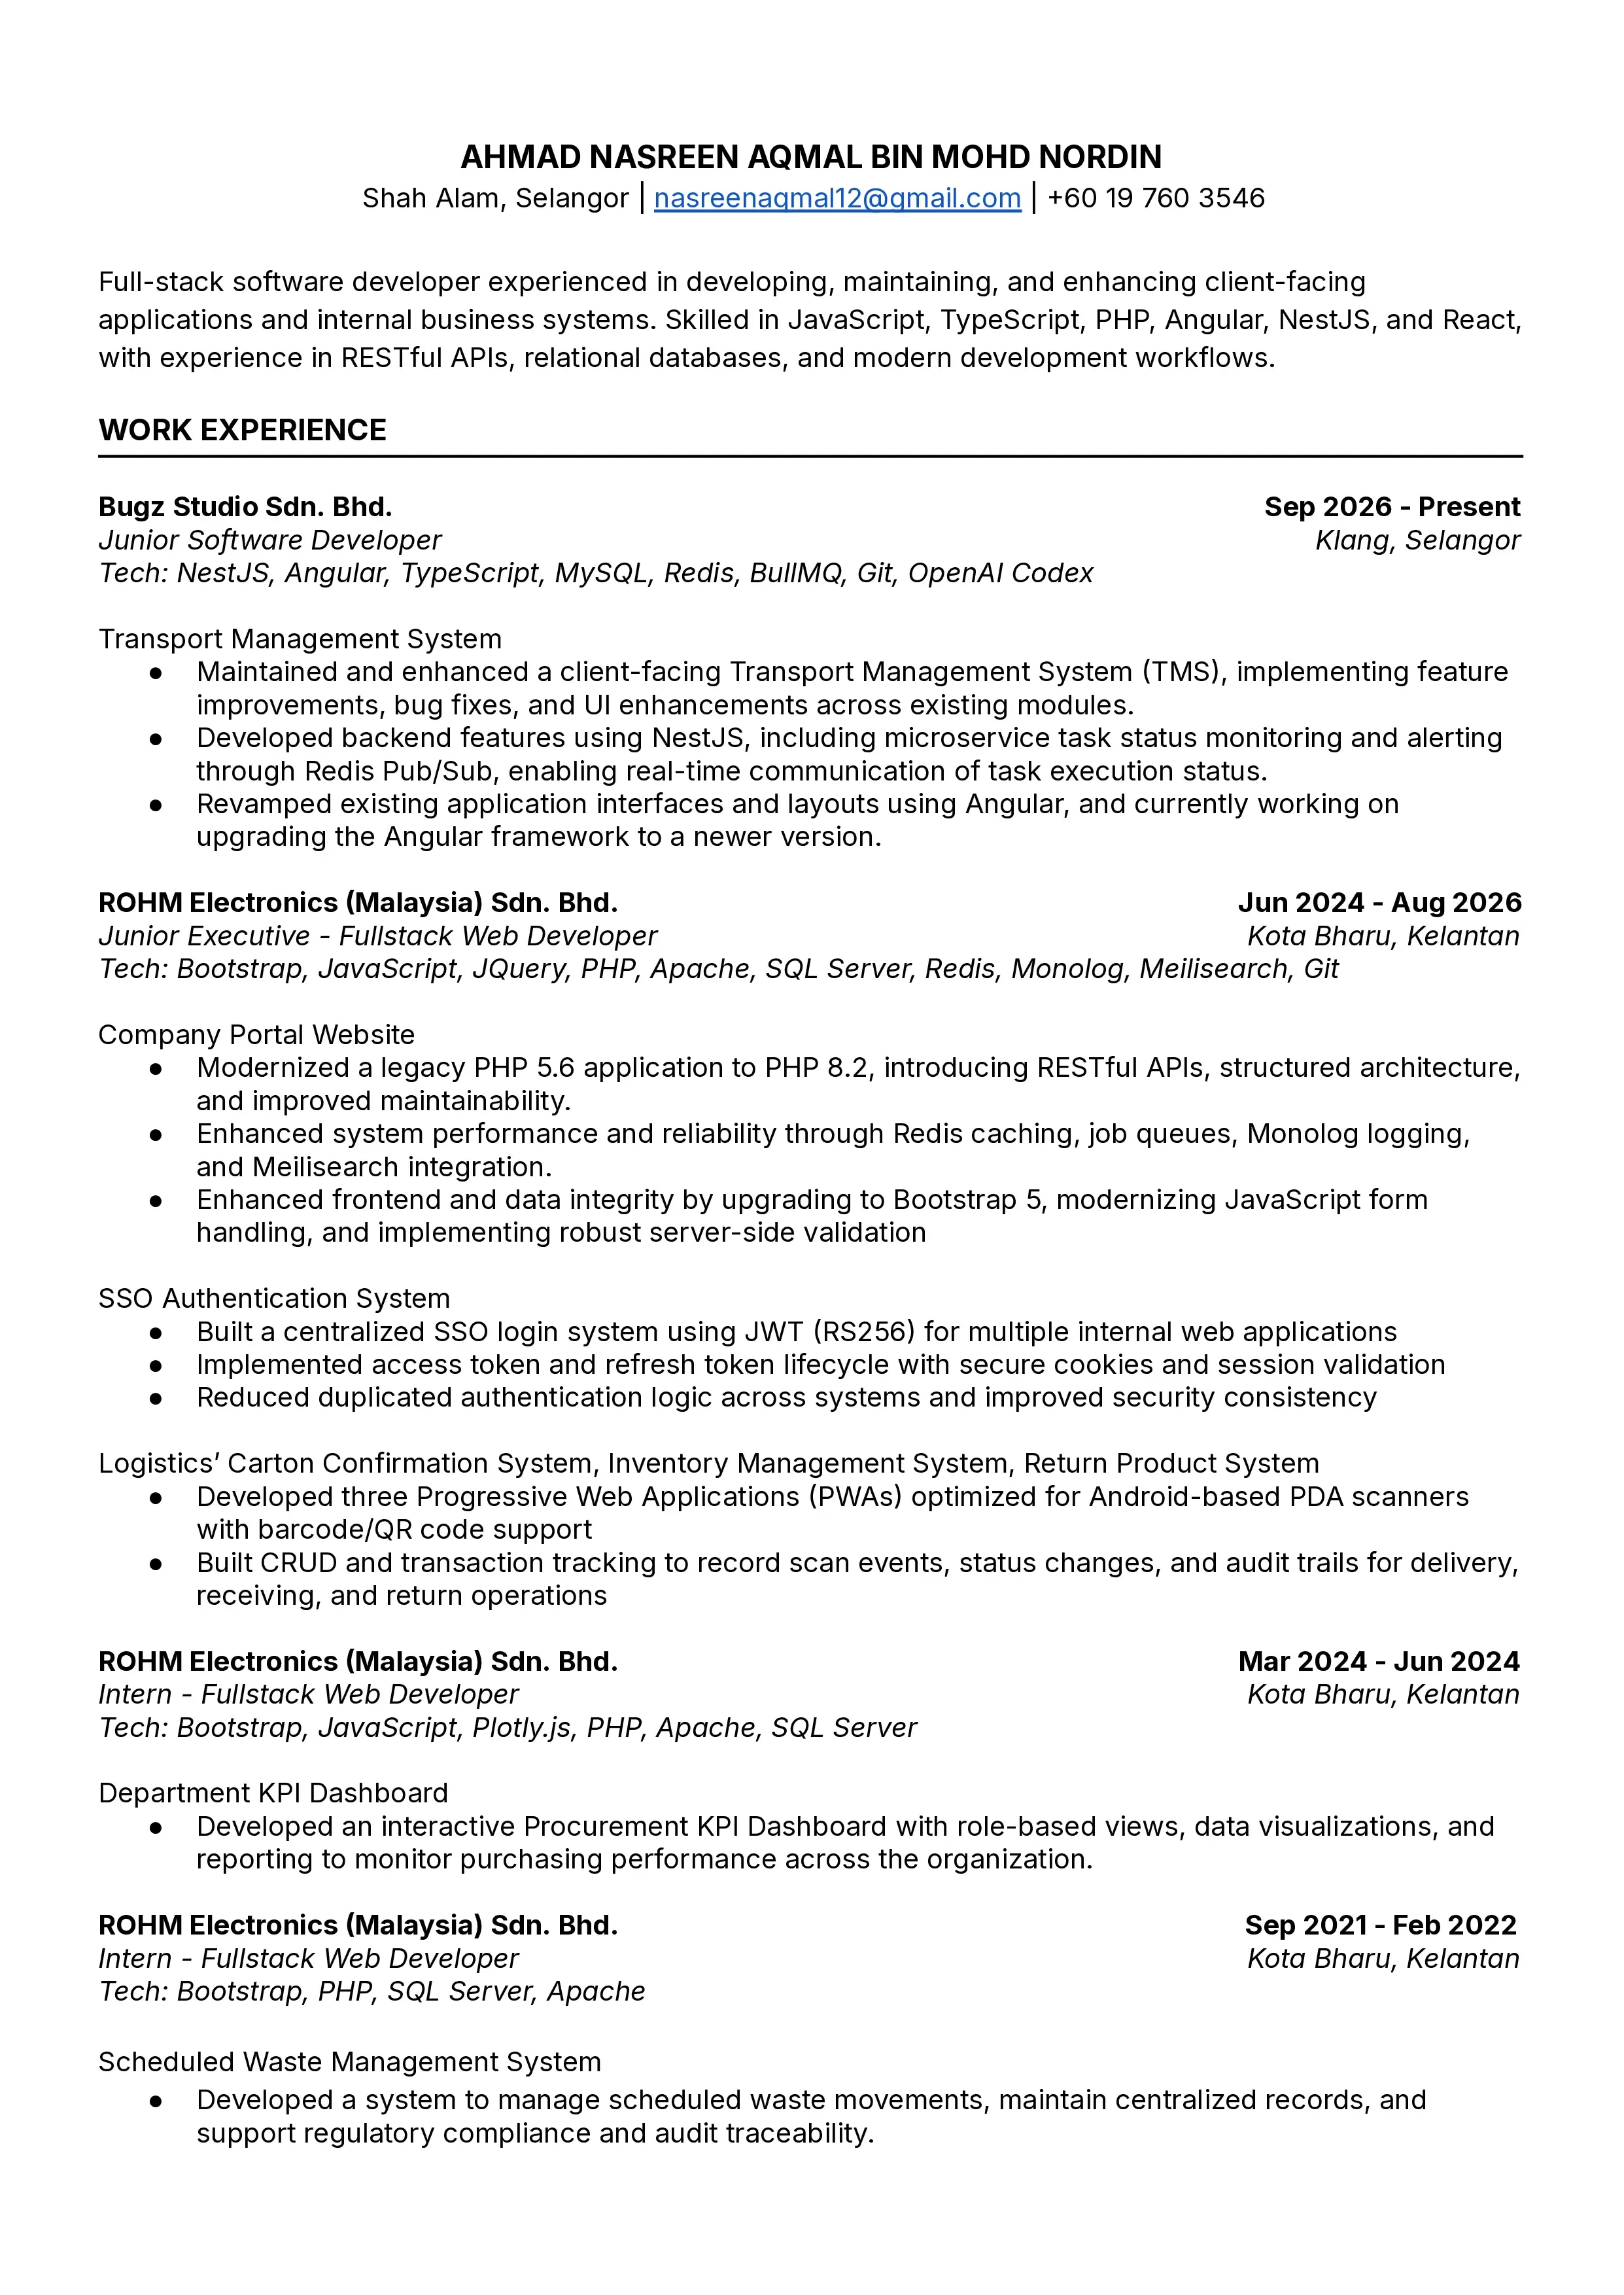 AHMAD NASREEN AQMAL BIN MOHD NORDIN
Shah Alam, Selangor | nasreenaqmal12@gmail.com | +60 19 760 3546
Full-stack software developer experienced in developing, maintaining, and enhancing client-facing
applications and internal business systems. Skilled in JavaScript, TypeScript, PHP, Angular, NestJS, and React,
with experience in RESTful APIs, relational databases, and modern development workflows.
WORK EXPERIENCE
Bugz Studio Sdn. Bhd. Sep 2026 - Present
Junior Software Developer Klang, Selangor
Tech: NestJS, Angular, TypeScript, MySQL, Redis, BullMQ, Git, OpenAI Codex
Transport Management System
● Maintained and enhanced a client-facing Transport Management System (TMS), implementing feature
improvements, bug fixes, and UI enhancements across existing modules.
● Developed backend features using NestJS, including microservice task status monitoring and alerting
through Redis Pub/Sub, enabling real-time communication of task execution status.
● Revamped existing application interfaces and layouts using Angular, and currently working on
upgrading the Angular framework to a newer version.
ROHM Electronics (Malaysia) Sdn. Bhd. Jun 2024 - Aug 2026
Junior Executive - Fullstack Web Developer Kota Bharu, Kelantan
Tech: Bootstrap, JavaScript, JQuery, PHP, Apache, SQL Server, Redis, Monolog, Meilisearch, Git
Company Portal Website
● Modernized a legacy PHP 5.6 application to PHP 8.2, introducing RESTful APIs, structured architecture,
and improved maintainability.
● Enhanced system performance and reliability through Redis caching, job queues, Monolog logging,
and Meilisearch integration.
● Enhanced frontend and data integrity by upgrading to Bootstrap 5, modernizing JavaScript form
handling, and implementing robust server-side validation
SSO Authentication System
● Built a centralized SSO login system using JWT (RS256) for multiple internal web applications
● Implemented access token and refresh token lifecycle with secure cookies and session validation
● Reduced duplicated authentication logic across systems and improved security consistency
Logistics’ Carton Confirmation System, Inventory Management System, Return Product System
● Developed three Progressive Web Applications (PWAs) optimized for Android-based PDA scanners
with barcode/QR code support
● Built CRUD and transaction tracking to record scan events, status changes, and audit trails for delivery,
receiving, and return operations
ROHM Electronics (Malaysia) Sdn. Bhd. Mar 2024 - Jun 2024
Intern - Fullstack Web Developer Kota Bharu, Kelantan
Tech: Bootstrap, JavaScript, Plotly.js, PHP, Apache, SQL Server
Department KPI Dashboard
● Developed an interactive Procurement KPI Dashboard with role-based views, data visualizations, and
reporting to monitor purchasing performance across the organization.
ROHM Electronics (Malaysia) Sdn. Bhd. Sep 2021 - Feb 2022
Intern - Fullstack Web Developer Kota Bharu, Kelantan
Tech: Bootstrap, PHP, SQL Server, Apache
Scheduled Waste Management System
● Developed a system to manage scheduled waste movements, maintain centralized records, and
support regulatory compliance and audit traceability.